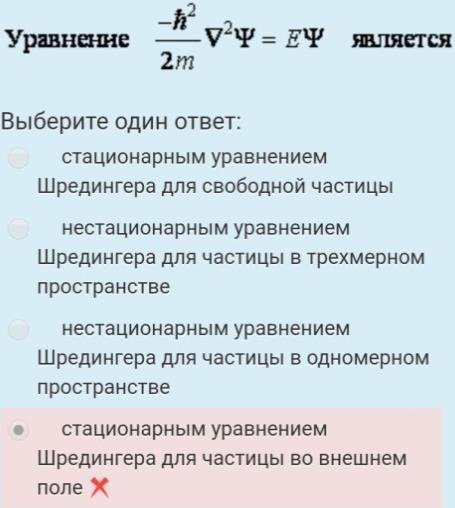 Уравнение −ħ²/2m ∇²Ψ = EΨ является
Выберите один ответ:
стационарным уравнением
Шредингера для свободной частицы
нестационарным уравнением
Шредингера для частицы в трехмерном
пространстве
нестационарным уравнением
Шредингера для частицы в одномерном
пространстве
стационарным уравнением
Шредингера для частицы во внешнем
поле